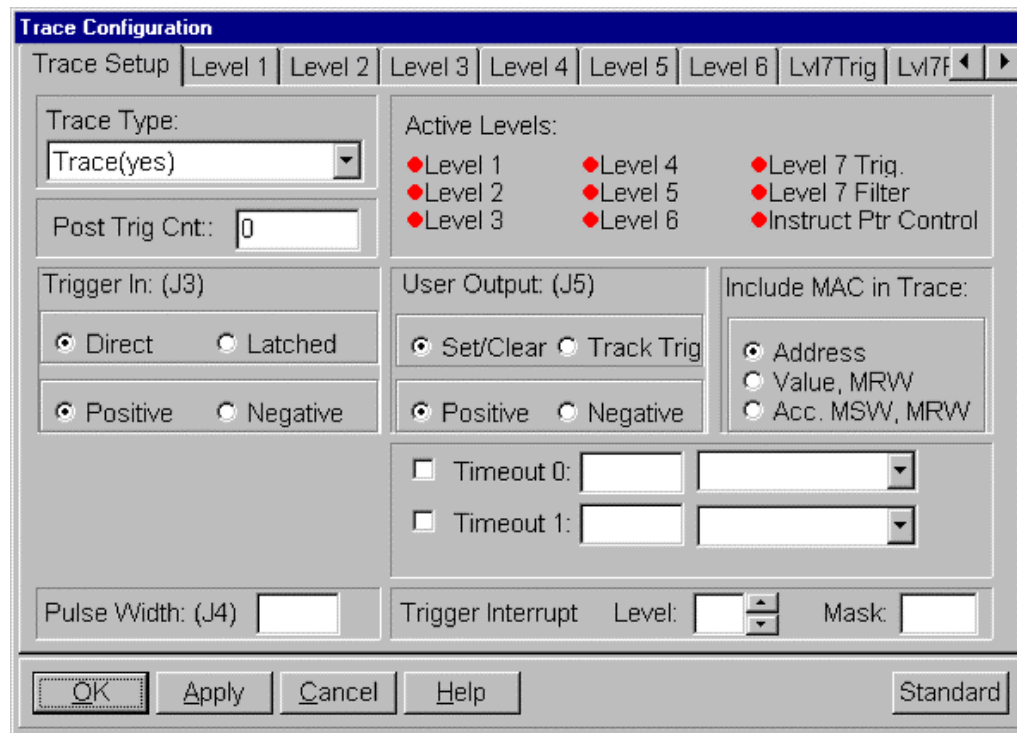 Trace Configuration
Trace Setup Level 1 Level 2 Level 3 Level 4 Level 5 Level 6 Lvl7Trig Lvl7F
Trace Type:
Trace(yes)
Post Trig Cnt:: 0
Active Levels:
Level 1 Level 4 Level 7 Trig.
Level 2 Level 5 Level 7 Filter
Level 3 Level 6 Instruct Ptr Control
Trigger In: (J3)
Direct Latched
Positive Negative
User Output: (J5)
Set/Clear Track Trig
Positive Negative
Include MAC in Trace:
Address
Value, MRW
Acc. MSW, MRW
Timeout 0:
Timeout 1:
Pulse Width: (J4)
Trigger Interrupt Level: Mask:
OK Apply Cancel Help Standard